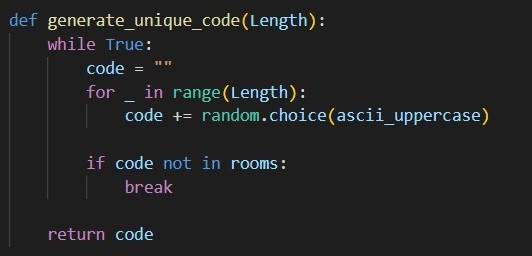 def generate_unique_code(Length):
    while True:
        code = ""
        for _ in range(Length):
            code += random.choice(ascii_uppercase)

        if code not in rooms:
            break

    return code